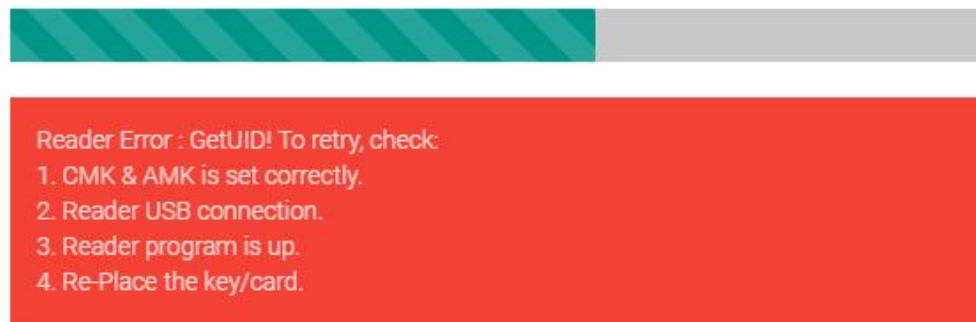 Reader Error : GetUID! To retry, check:
1. CMK & AMK is set correctly.
2. Reader USB connection.
3. Reader program is up.
4. Re-Place the key/card.